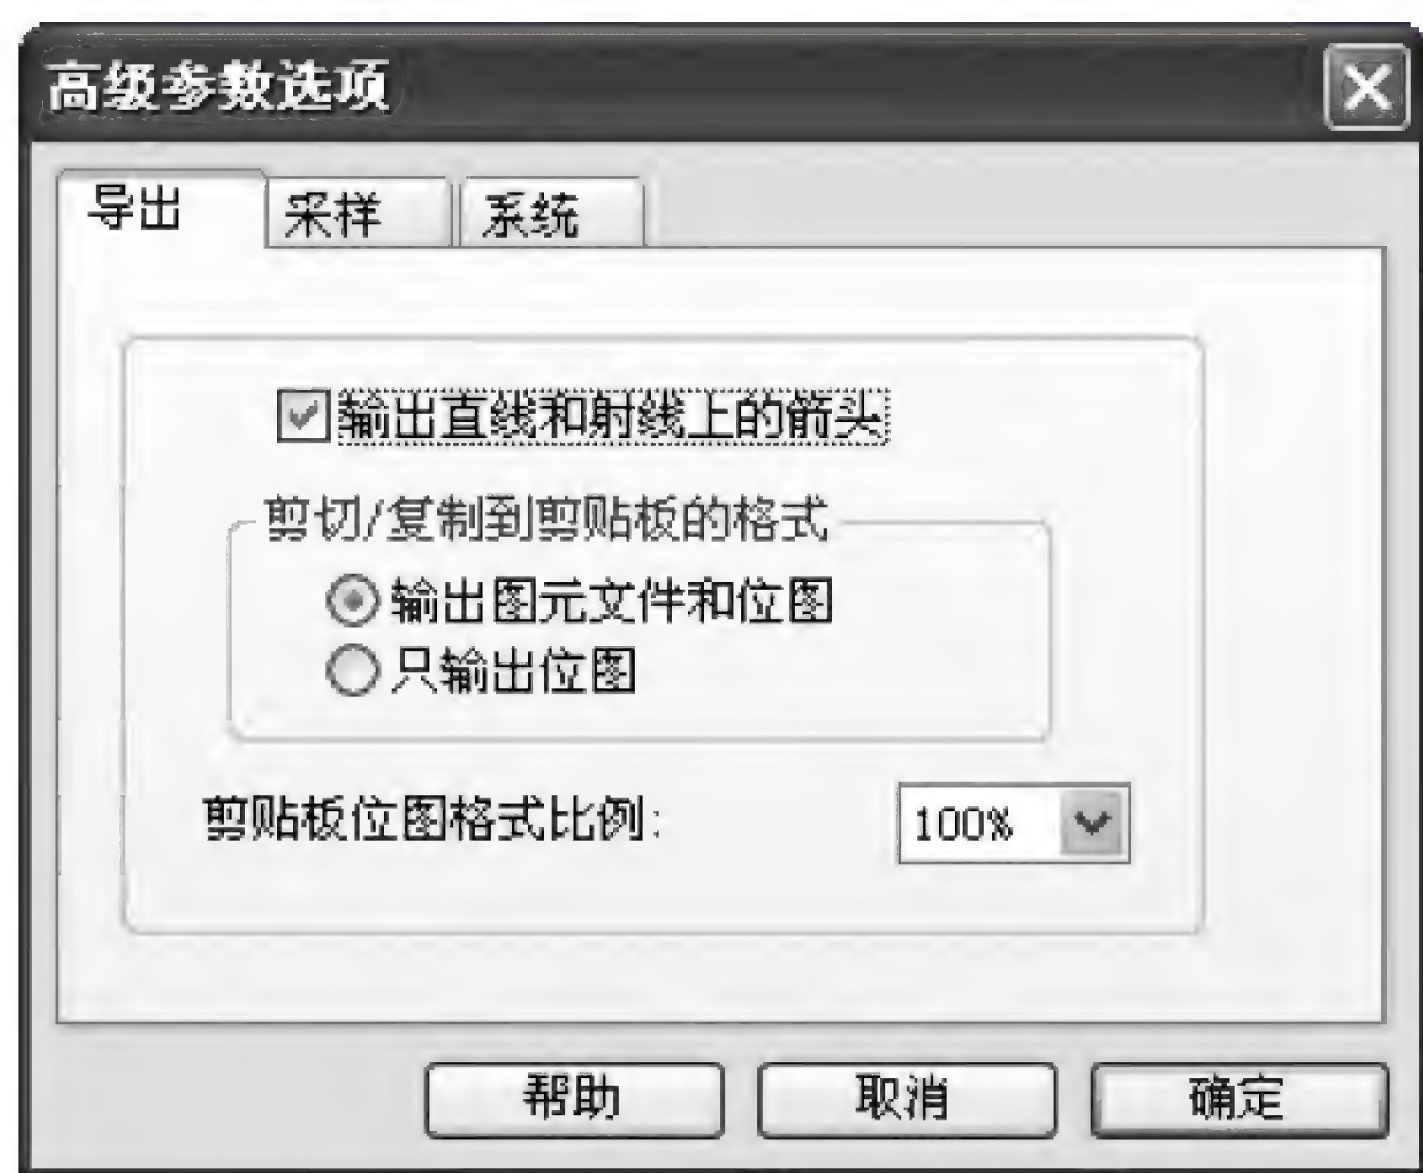 高级参数选项
导出 采样 系统
输出直线和射线上的箭头
剪切/复制到剪贴板的格式
输出图元文件和位图
只输出位图
剪贴板位图格式比例: 100%
帮助 取消 确定